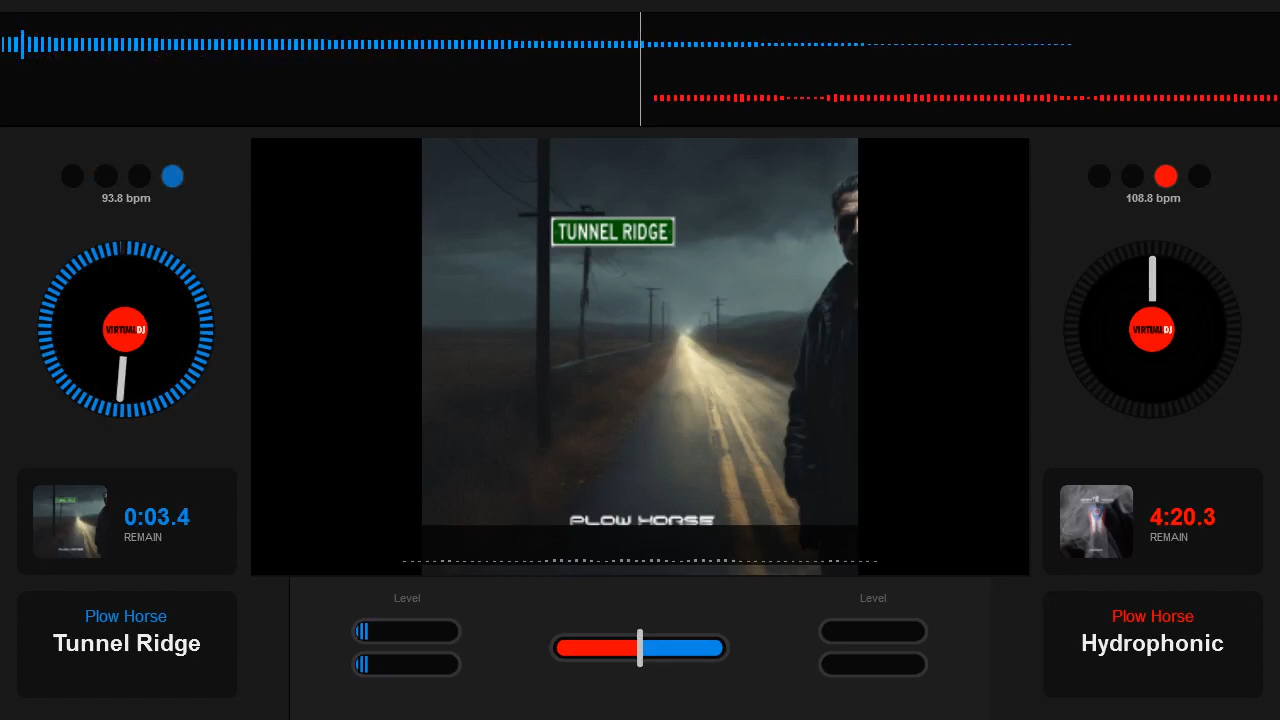 93.8 bpm
108.8 bpm
TUNNEL RIDGE
VIRTUALDJ
VIRTUALDJ
PLOW HORSE
0:03.4
REMAIN
4:20.3
REMAIN
Level
Level
Plow Horse
Tunnel Ridge
Plow Horse
Hydrophonic